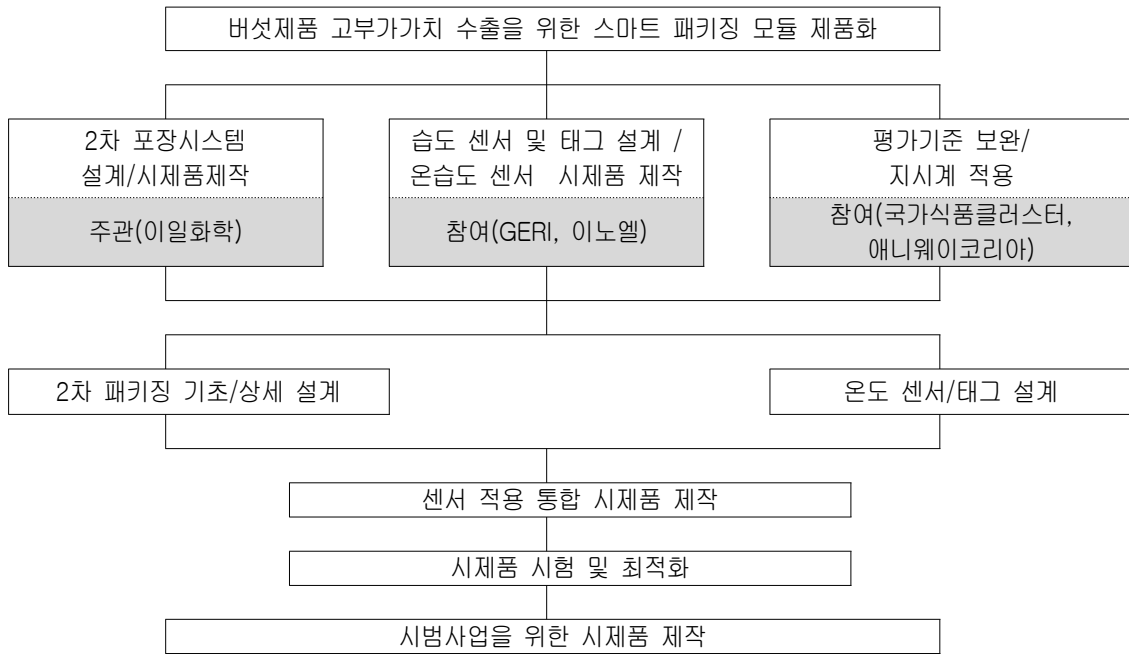 버섯제품 고부가가치 수출을 위한 스마트 패키징 모듈 제품화
2차 포장시스템
설계/시제품제작
주관(이일화학)
습도 센서 및 태그 설계 /
온습도 센서 시제품 제작
참여(GERI, 이노엘)
평가기준 보완/
지시계 적용
참여(국가식품클러스터,
애니웨이코리아)
2차 패키징 기초/상세 설계
온도 센서/태그 설계
센서 적용 통합 시제품 제작
시제품 시험 및 최적화
시범사업을 위한 시제품 제작